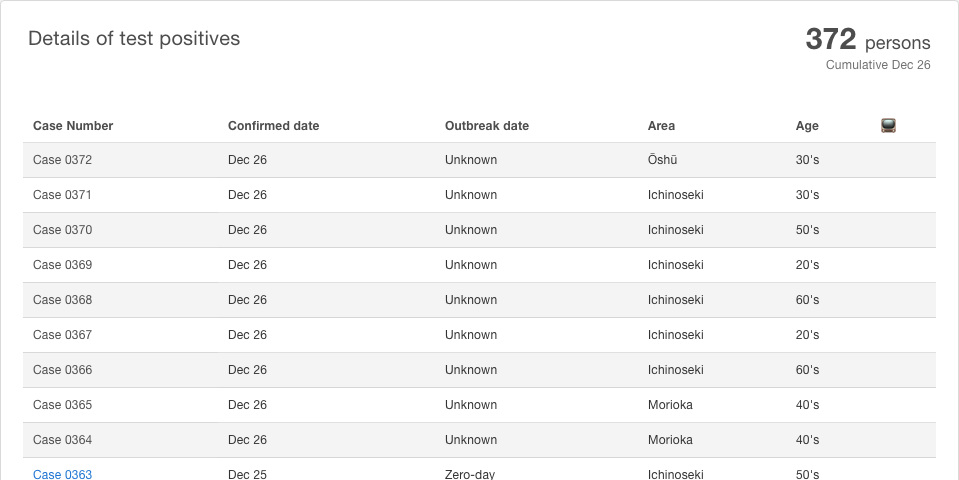 Details of test positives
372 persons
Cumulative Dec 26
Case Number Confirmed date Outbreak date Area Age
Case 0372 Dec 26 Unknown Ōshū 30's
Case 0371 Dec 26 Unknown Ichinoseki 30's
Case 0370 Dec 26 Unknown Ichinoseki 50's
Case 0369 Dec 26 Unknown Ichinoseki 20's
Case 0368 Dec 26 Unknown Ichinoseki 60's
Case 0367 Dec 26 Unknown Ichinoseki 20's
Case 0366 Dec 26 Unknown Ichinoseki 60's
Case 0365 Dec 26 Unknown Morioka 40's
Case 0364 Dec 26 Unknown Morioka 40's
Case 0363 Dec 25 Zero-day Ichinoseki 50's